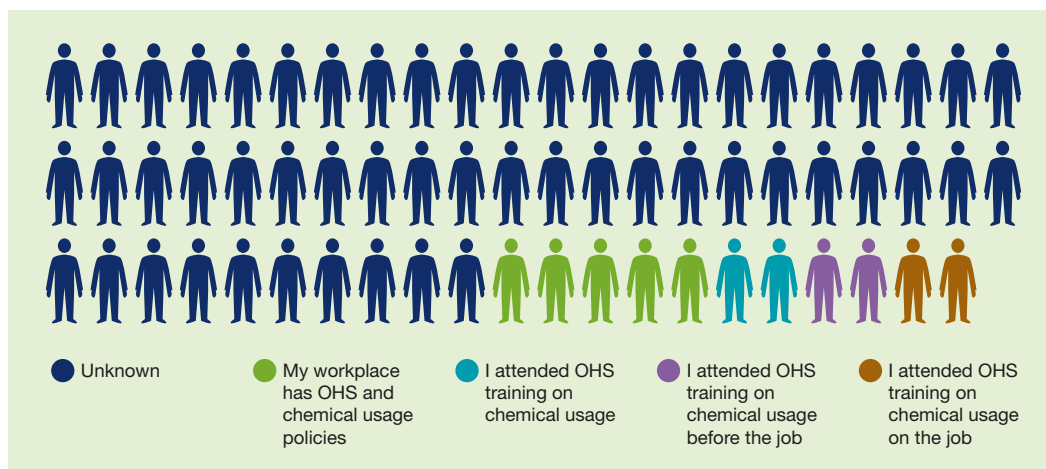 Unknown
My workplace
has OHS and
chemical usage
policies
I attended OHS
training on
chemical usage
I attended OHS
training on
chemical usage
before the job
I attended OHS
training on
chemical usage
on the job